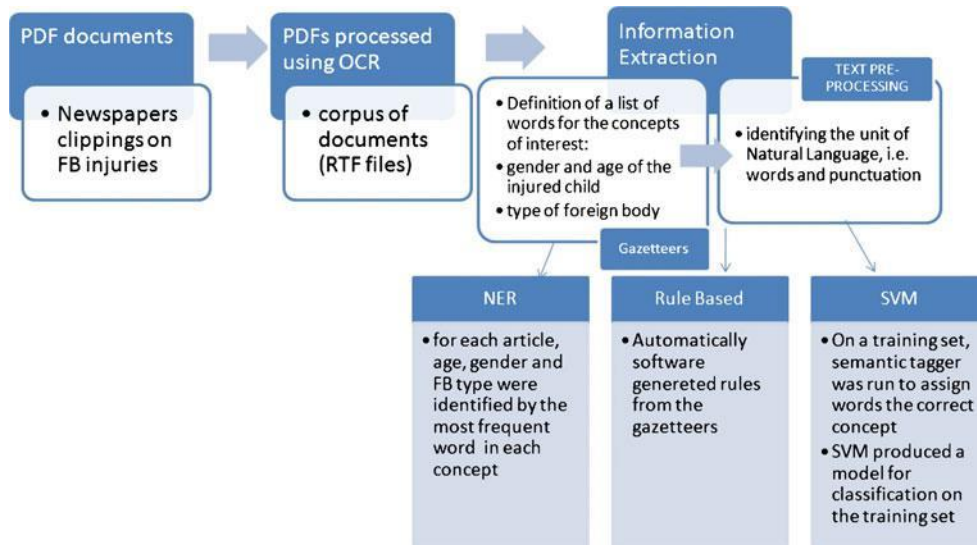 PDF documents
• Newspapers
clippings on
FB injuries
PDFs processed
using OCR
• corpus of
documents
(RTF files)
Information
Extraction
• Definition of a list of
words for the concepts
of interest:
• gender and age of the
injured child
• type of foreign body
Gazetteers
TEXT PRE-
PROCESSING
• identifying the unit of
Natural Language, i.e.
words and punctuation
NER
• for each article,
age, gender and
FB type were
identified by the
most frequent
word in each
concept
Rule Based
• Automatically
software
genereted rules
from the
gazetteers
SVM
• On a training set,
semantic tagger
was run to assign
words the correct
concept
• SVM produced a
model for
classification on
the training set